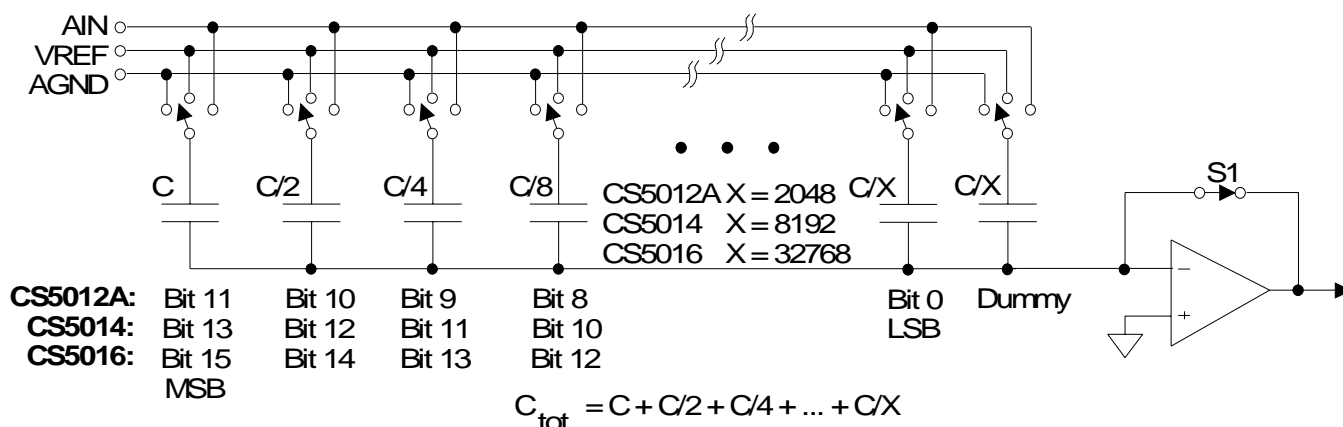 AIN
VREF
AGND
C C/2 C/4 C/8 C/X C/X S1
CS5012A X = 2048
CS5014 X = 8192
CS5016 X = 32768
− +
CS5012A: Bit 11 Bit 10 Bit 9 Bit 8 Bit 0 Dummy
CS5014: Bit 13 Bit 12 Bit 11 Bit 10 LSB
CS5016: Bit 15 Bit 14 Bit 13 Bit 12
MSB
C tot = C + C/2 + C/4 + ... + C/X